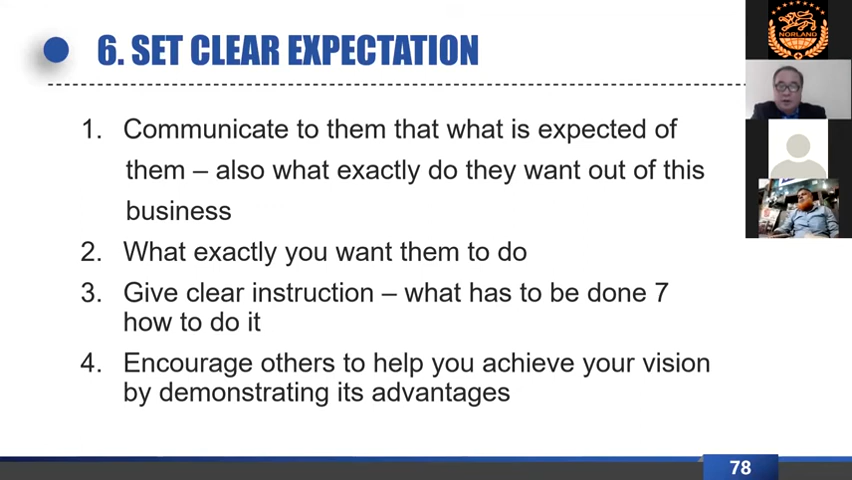 6. SET CLEAR EXPECTATION
1. Communicate to them that what is expected of
them – also what exactly do they want out of this
business
2. What exactly you want them to do
3. Give clear instruction – what has to be done 7
how to do it
4. Encourage others to help you achieve your vision
by demonstrating its advantages
78
NORLAND